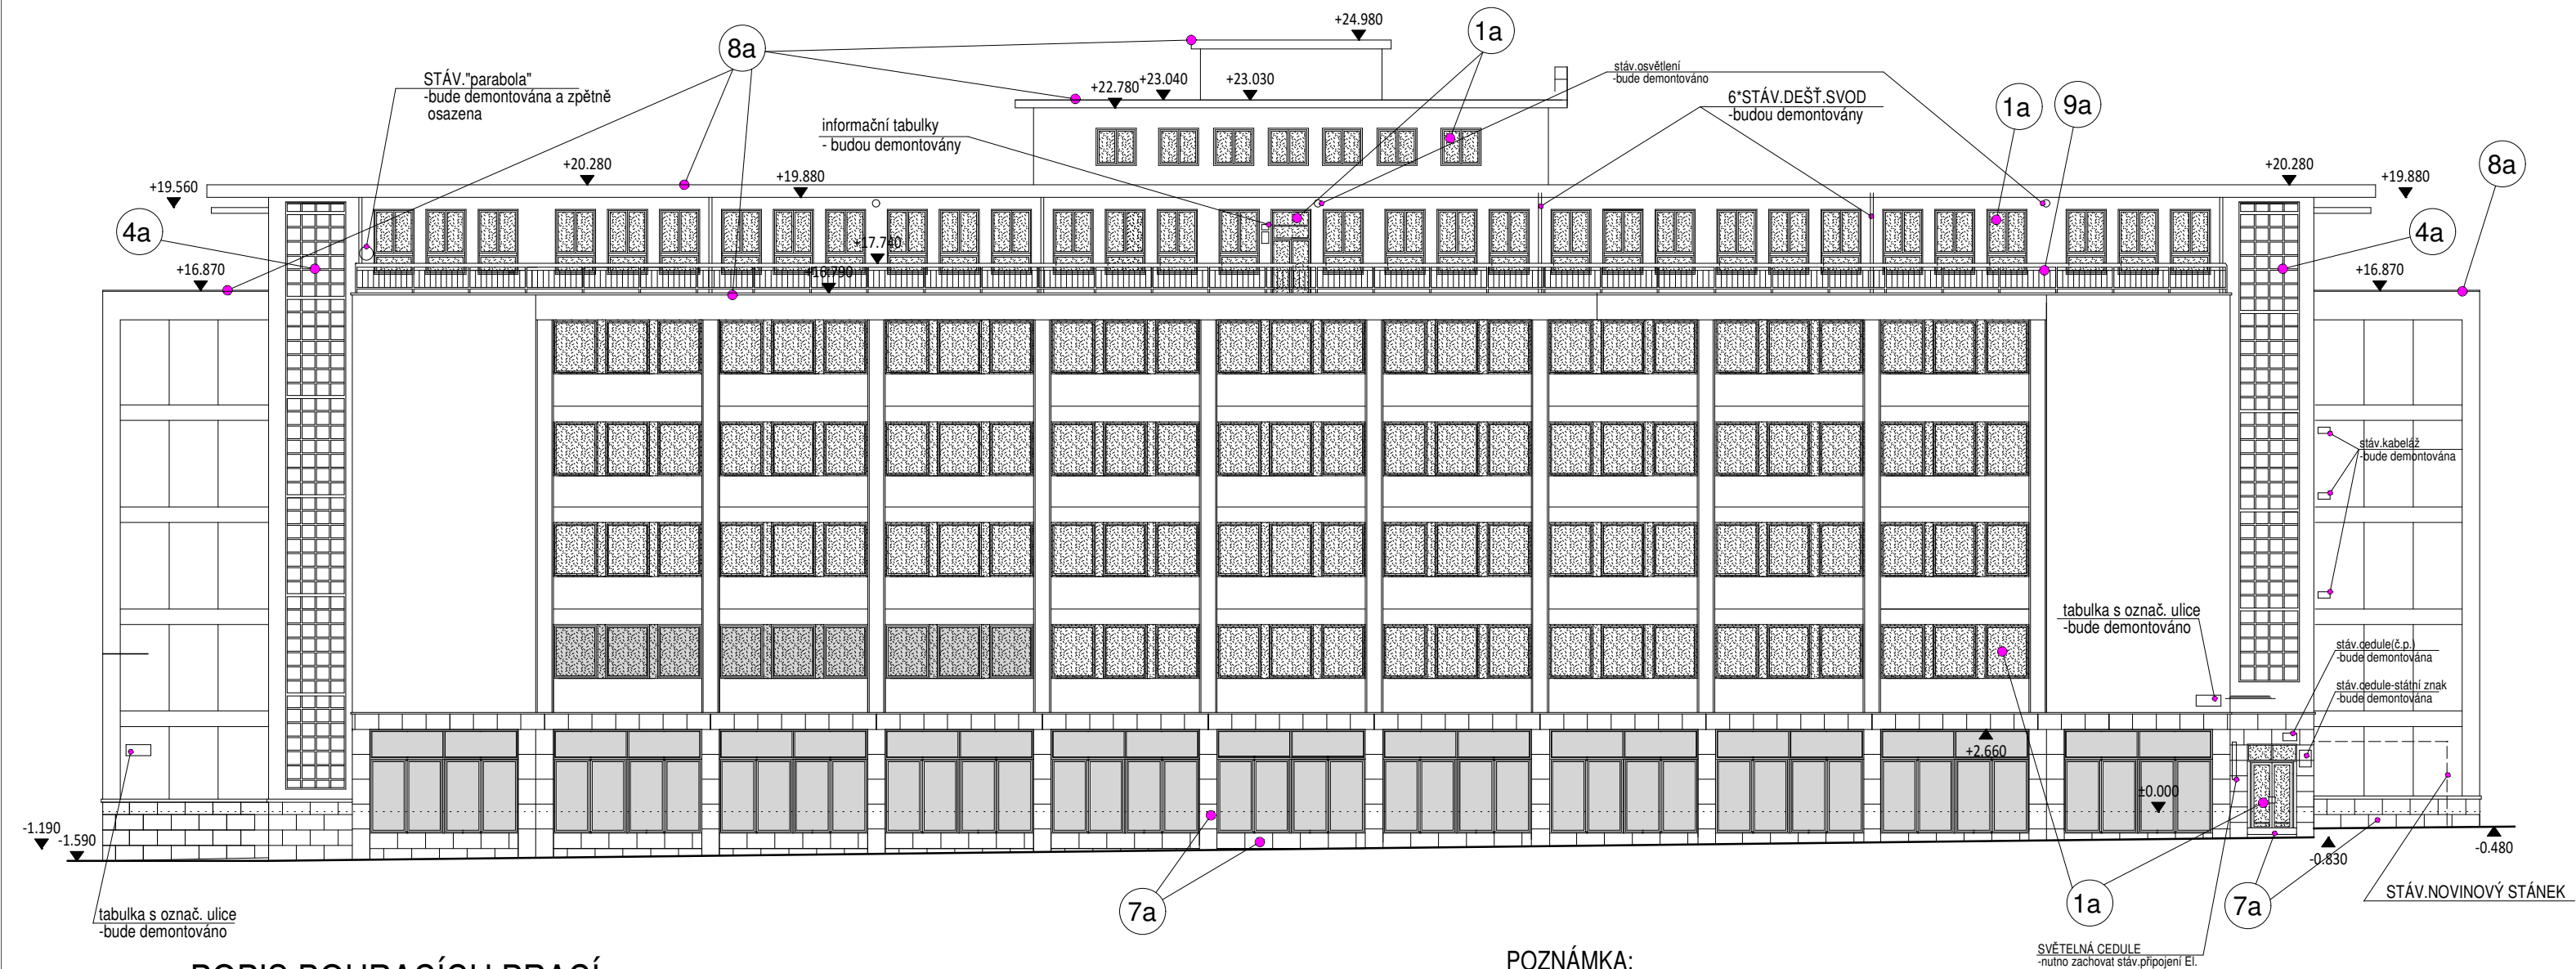 +24.980
1a
8a
STÁV."parabola"
-bude demontována a zpětně
osazena
stáv.osvětlení
-bude demontováno
+22.780
+23.040
+23.030
6*STÁV.DEŠŤ.SVOD
-budou demontovány
1a
9a
informační tabulky
- budou demontovány
+20.280
+19.880
+19.560
+20.280
+19.880
8a
4a
4a
+17.740
+16.790
+16.870
+16.870
stáv.kabeláž
-bude demontována
tabulka s označ. ulice
-bude demontováno
stáv.cedule(č.p.)
-bude demontována
stáv.cedule-státní znak
-bude demontována
+2.660
±0.000
-1.190
-1.590
-0.830
-0.480
STÁV.NOVINOVÝ STÁNEK
tabulka s označ. ulice
-bude demontováno
7a
1a
7a
SVĚTELNÁ CEDULE
-nutno zachovat stáv.připojení El.
POPIS BOURACÍCH PRACÍ
POZNÁMKA: